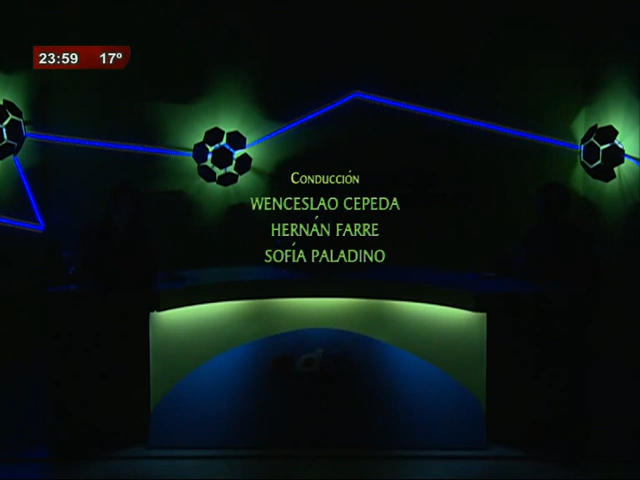 23:59 17º
CONDUCCIÓN
WENCESLAO CEPEDA
HERNÁN FARRE
SOFÍA PALADINO